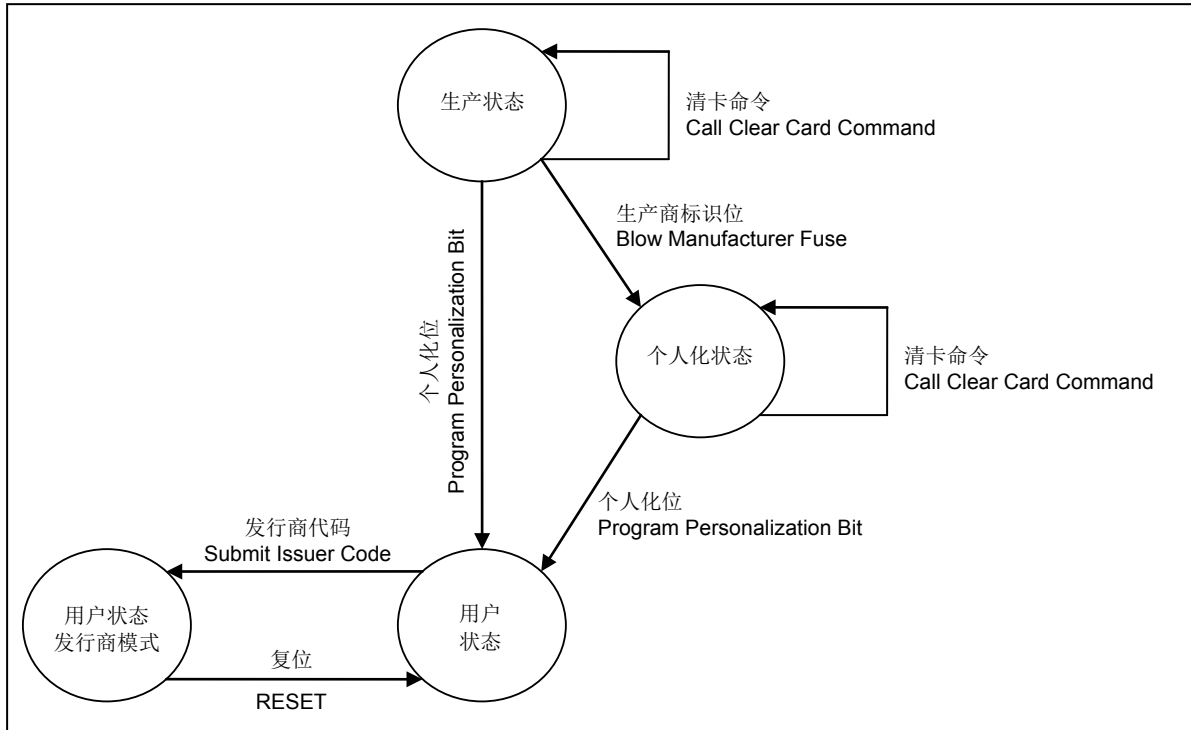 生产状态
清卡命令
Call Clear Card Command
生产商标识位
Blow Manufacturer Fuse
个人化位
Program Personalization Bit
个人化状态
清卡命令
Call Clear Card Command
个人化位
Program Personalization Bit
发行商代码
Submit Issuer Code
用户状态
发行商模式
用户
状态
复位
RESET